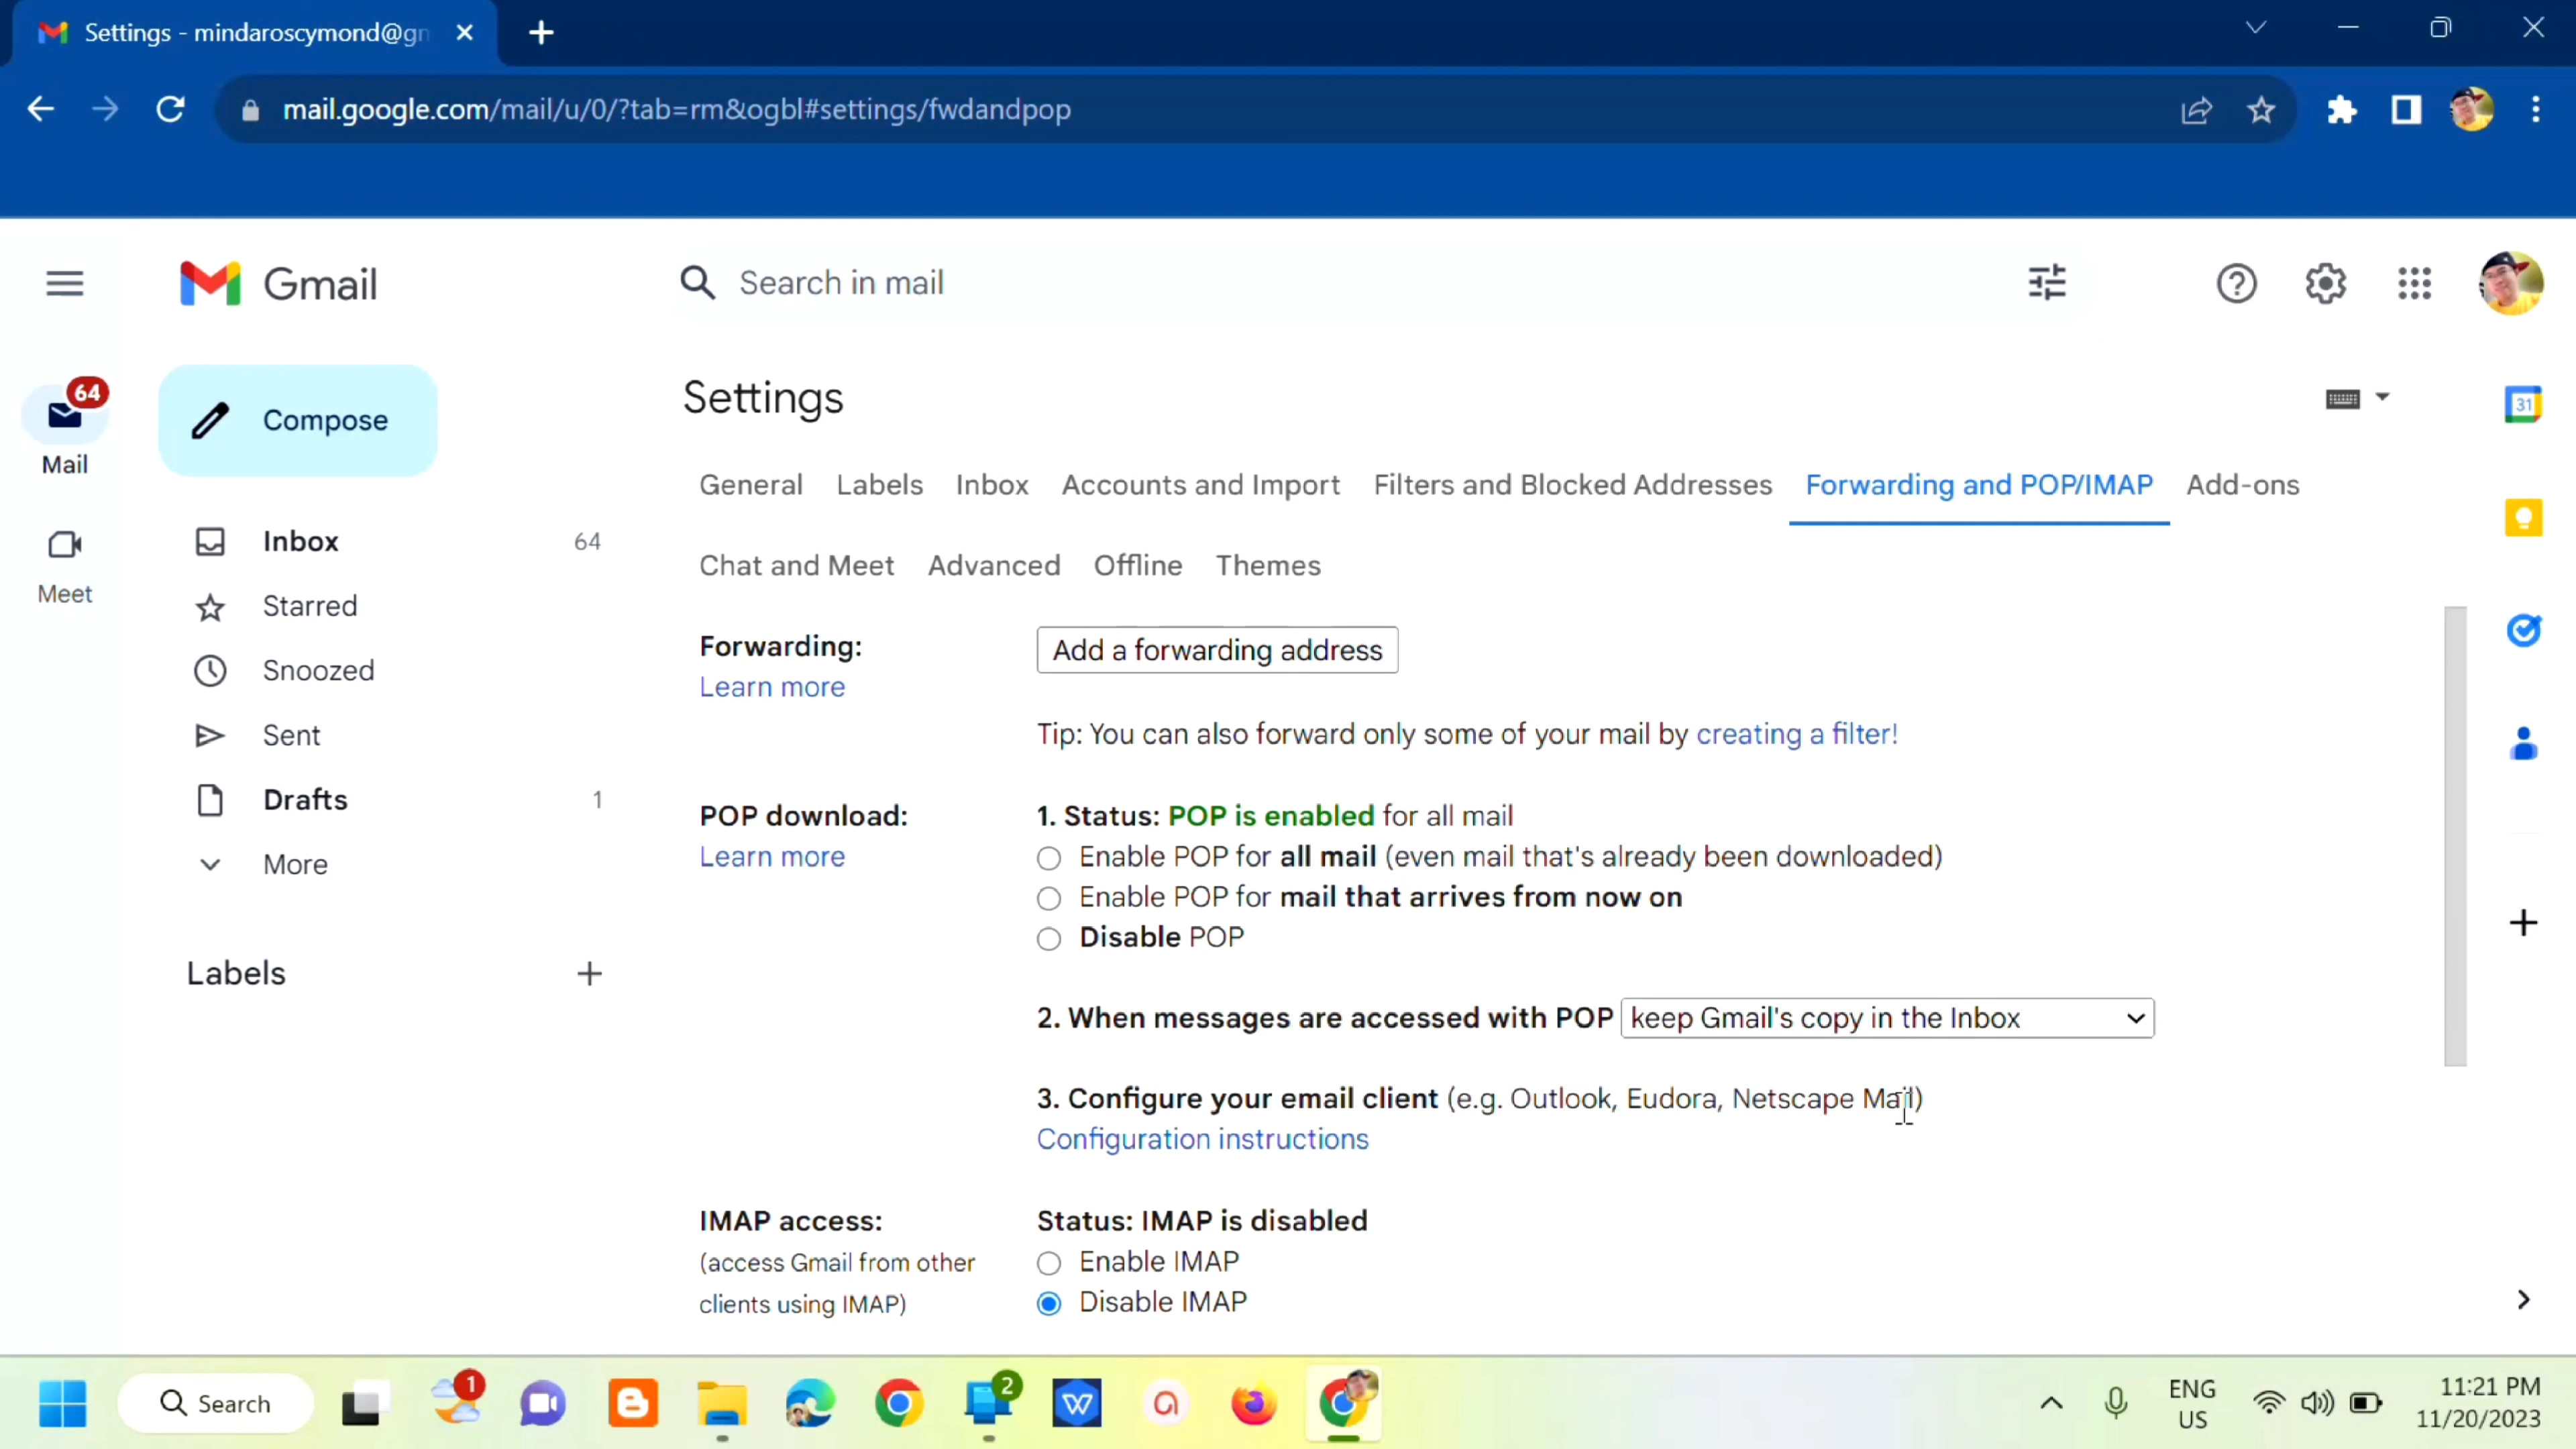 Settings - mindaroscymond@gn
mail.google.com/mail/u/0/?tab=rm&ogbl#settings/fwdandpop
Gmail
Search in mail
64
Mail
Meet
Compose
Inbox 64
Starred
Snoozed
Sent
Drafts 1
More
Labels
Settings
General Labels Inbox Accounts and Import Filters and Blocked Addresses Forwarding and POP/IMAP Add-ons
Chat and Meet Advanced Offline Themes
Forwarding:
Learn more
Add a forwarding address
Tip: You can also forward only some of your mail by creating a filter!
POP download:
Learn more
1. Status: POP is enabled for all mail
Enable POP for all mail (even mail that's already been downloaded)
Enable POP for mail that arrives from now on
Disable POP
2. When messages are accessed with POP keep Gmail's copy in the Inbox
3. Configure your email client (e.g. Outlook, Eudora, Netscape Mail)
Configuration instructions
IMAP access:
(access Gmail from other
clients using IMAP)
Status: IMAP is disabled
Enable IMAP
Disable IMAP
31
Search
1
2
ENG
US
11:21 PM
11/20/2023